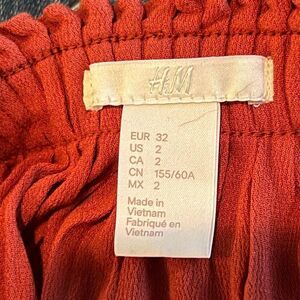 H&M
EUR 32
US 2
CA 2
CN 155/60A
MX 2
Made in
Vietnam
Fabriqué en
Vietnam